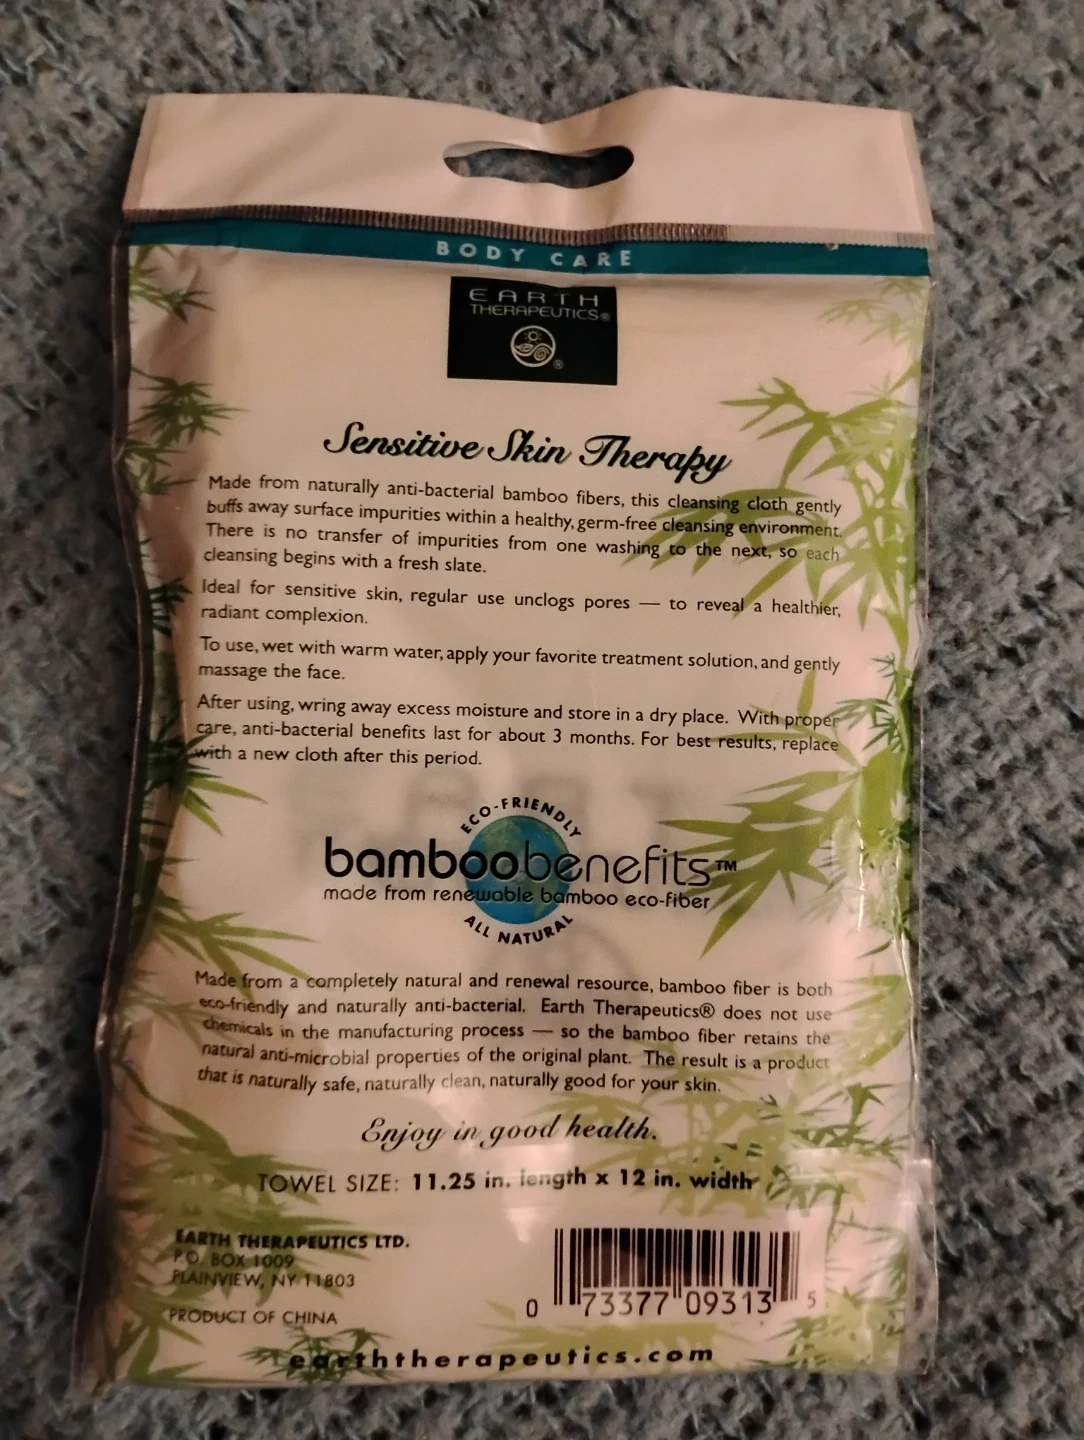 BODY CARE
EARTH
THERAPEUTICS®
®
Sensitive Skin Therapy
Made from naturally anti-bacterial bamboo fibers, this cleansing cloth gently
buffs away surface impurities within a healthy, germ-free cleansing environment.
There is no transfer of impurities from one washing to the next, so each
cleansing begins with a fresh slate.
Ideal for sensitive skin, regular use unclogs pores — to reveal a healthier,
radiant complexion.
To use, wet with warm water, apply your favorite treatment solution, and gently
massage the face.
After using, wring away excess moisture and store in a dry place. With proper
care, anti-bacterial benefits last for about 3 months. For best results, replace
with a new cloth after this period.
ECO-FRIENDLY
bamboobenefits™
made from renewable bamboo eco-fiber
ALL NATURAL
Made from a completely natural and renewal resource, bamboo fiber is both
eco-friendly and naturally anti-bacterial. Earth Therapeutics® does not use
chemicals in the manufacturing process — so the bamboo fiber retains the
natural anti-microbial properties of the original plant. The result is a product
that is naturally safe, naturally clean, naturally good for your skin.
Enjoy in good health.
TOWEL SIZE: 11.25 in. length x 12 in. width
EARTH THERAPEUTICS LTD.
P.O. BOX 1009
PLAINVIEW, NY 11803
PRODUCT OF CHINA
0 73377 09313 5
earththerapeutics.com